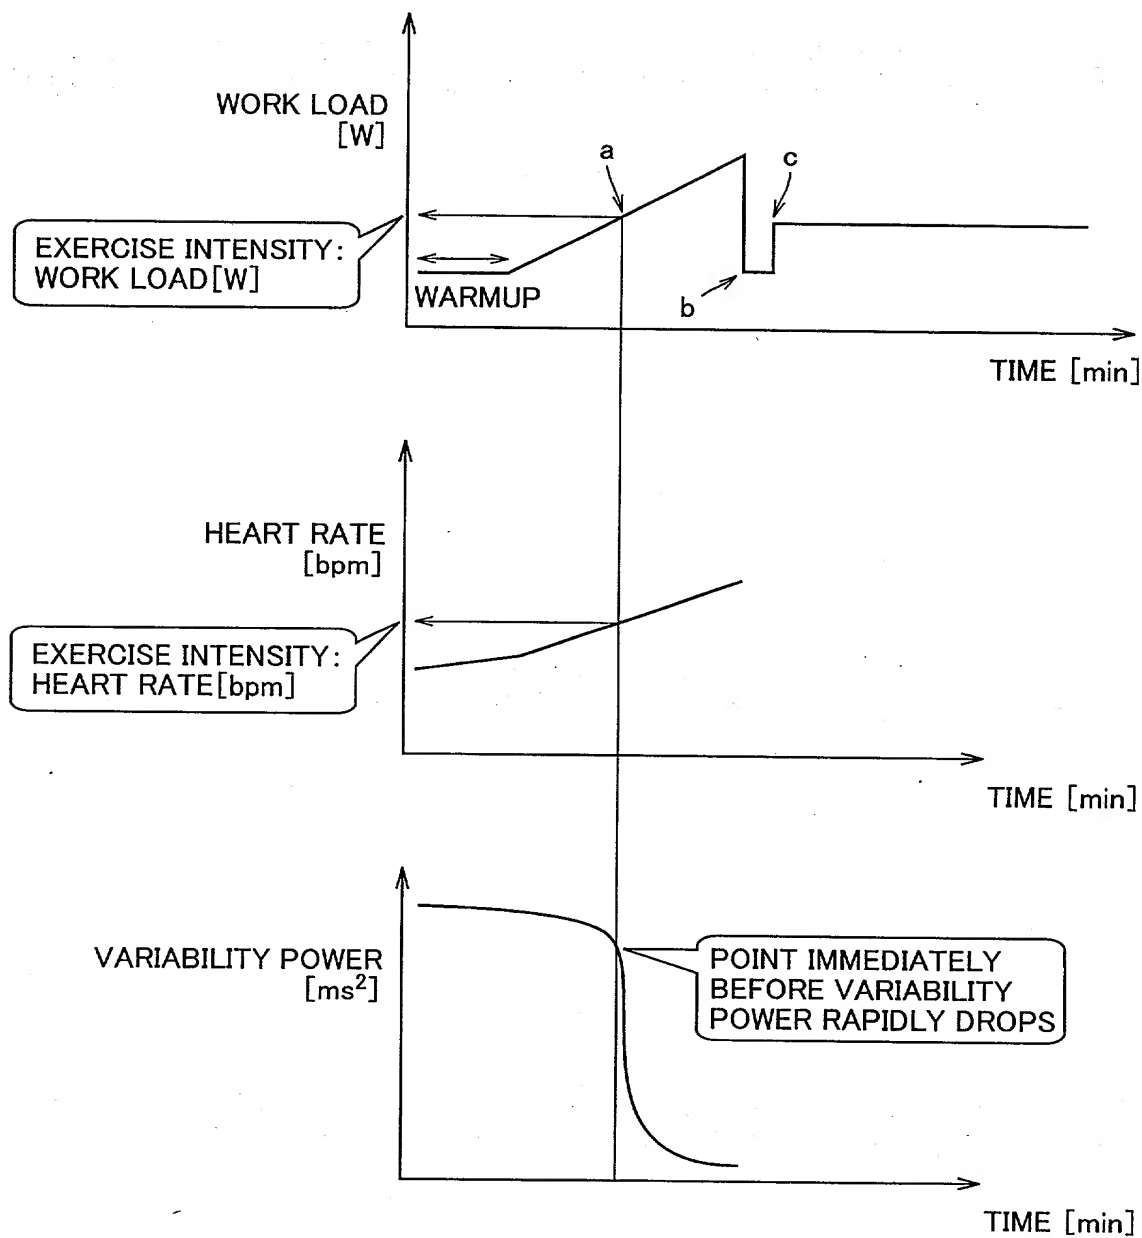 WORK LOAD
[W]
a
c
EXERCISE INTENSITY:
WORK LOAD[W]
WARMUP
b
TIME [min]
HEART RATE
[bpm]
EXERCISE INTENSITY:
HEART RATE[bpm]
TIME [min]
VARIABILITY POWER
[ms²]
POINT IMMEDIATELY
BEFORE VARIABILITY
POWER RAPIDLY DROPS
TIME [min]